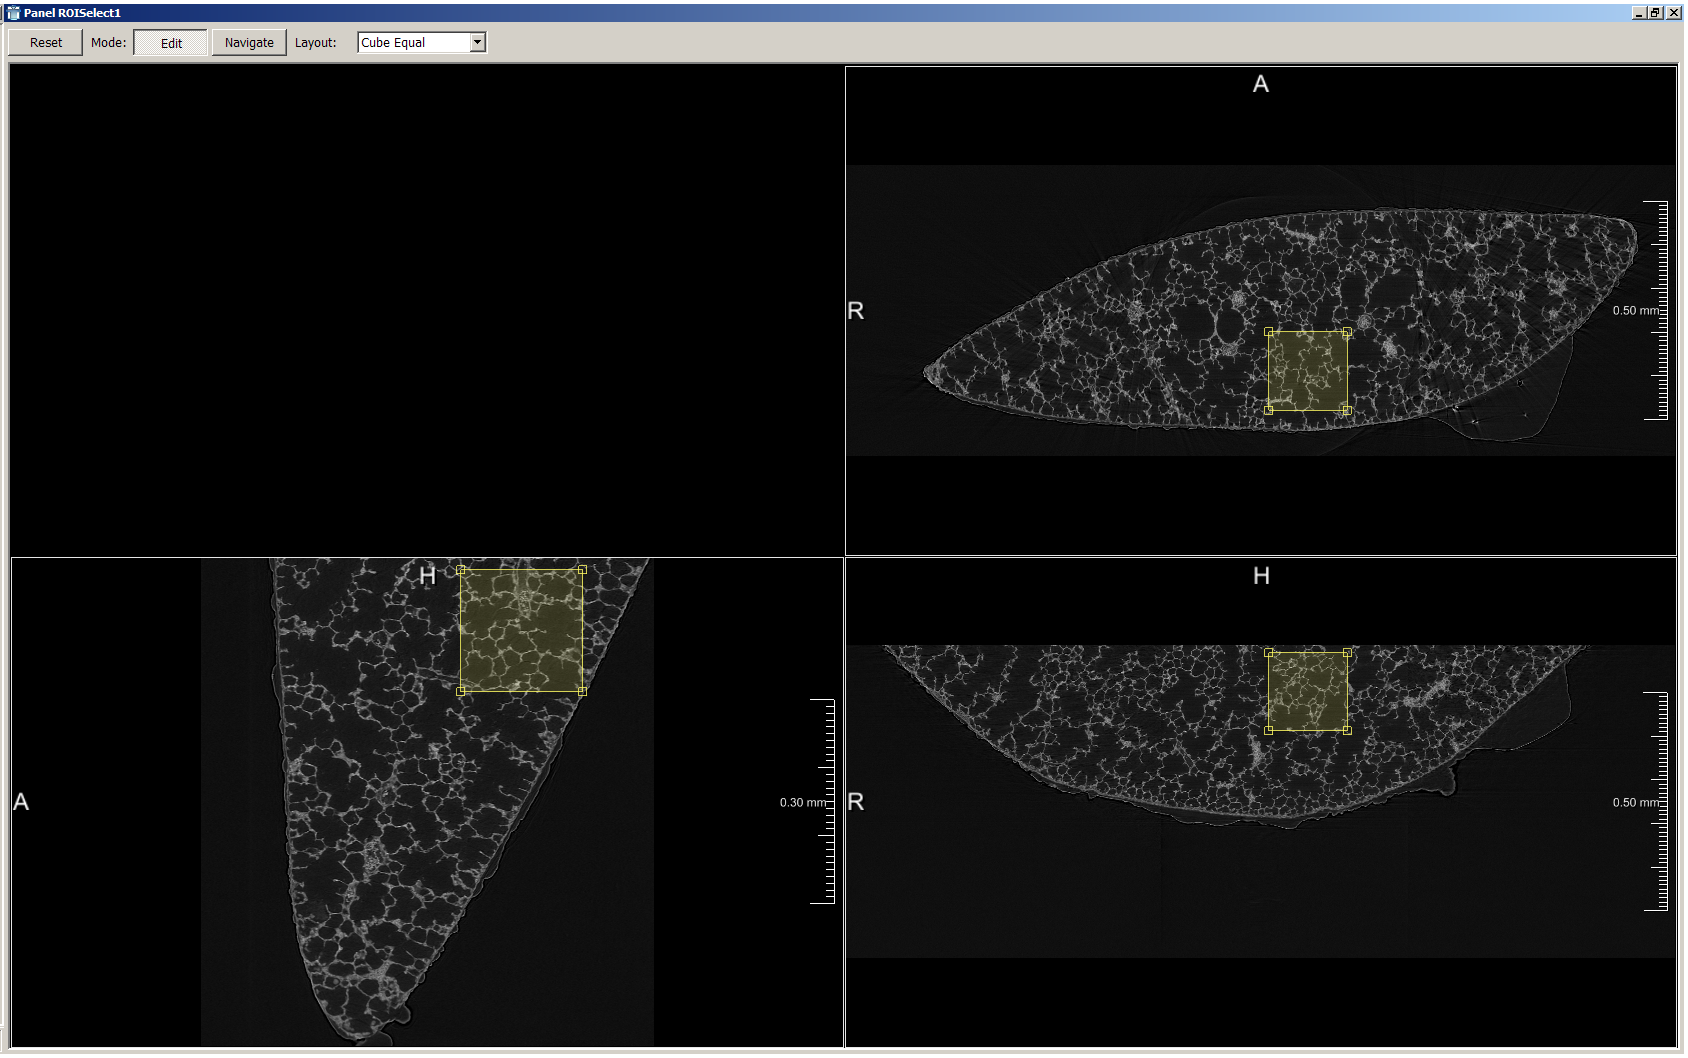 Panel ROISelect1
Reset Mode: Edit Navigate Layout: Cube Equal
A
R
0.50 mm
H
A
0.30 mm
H
R
0.50 mm